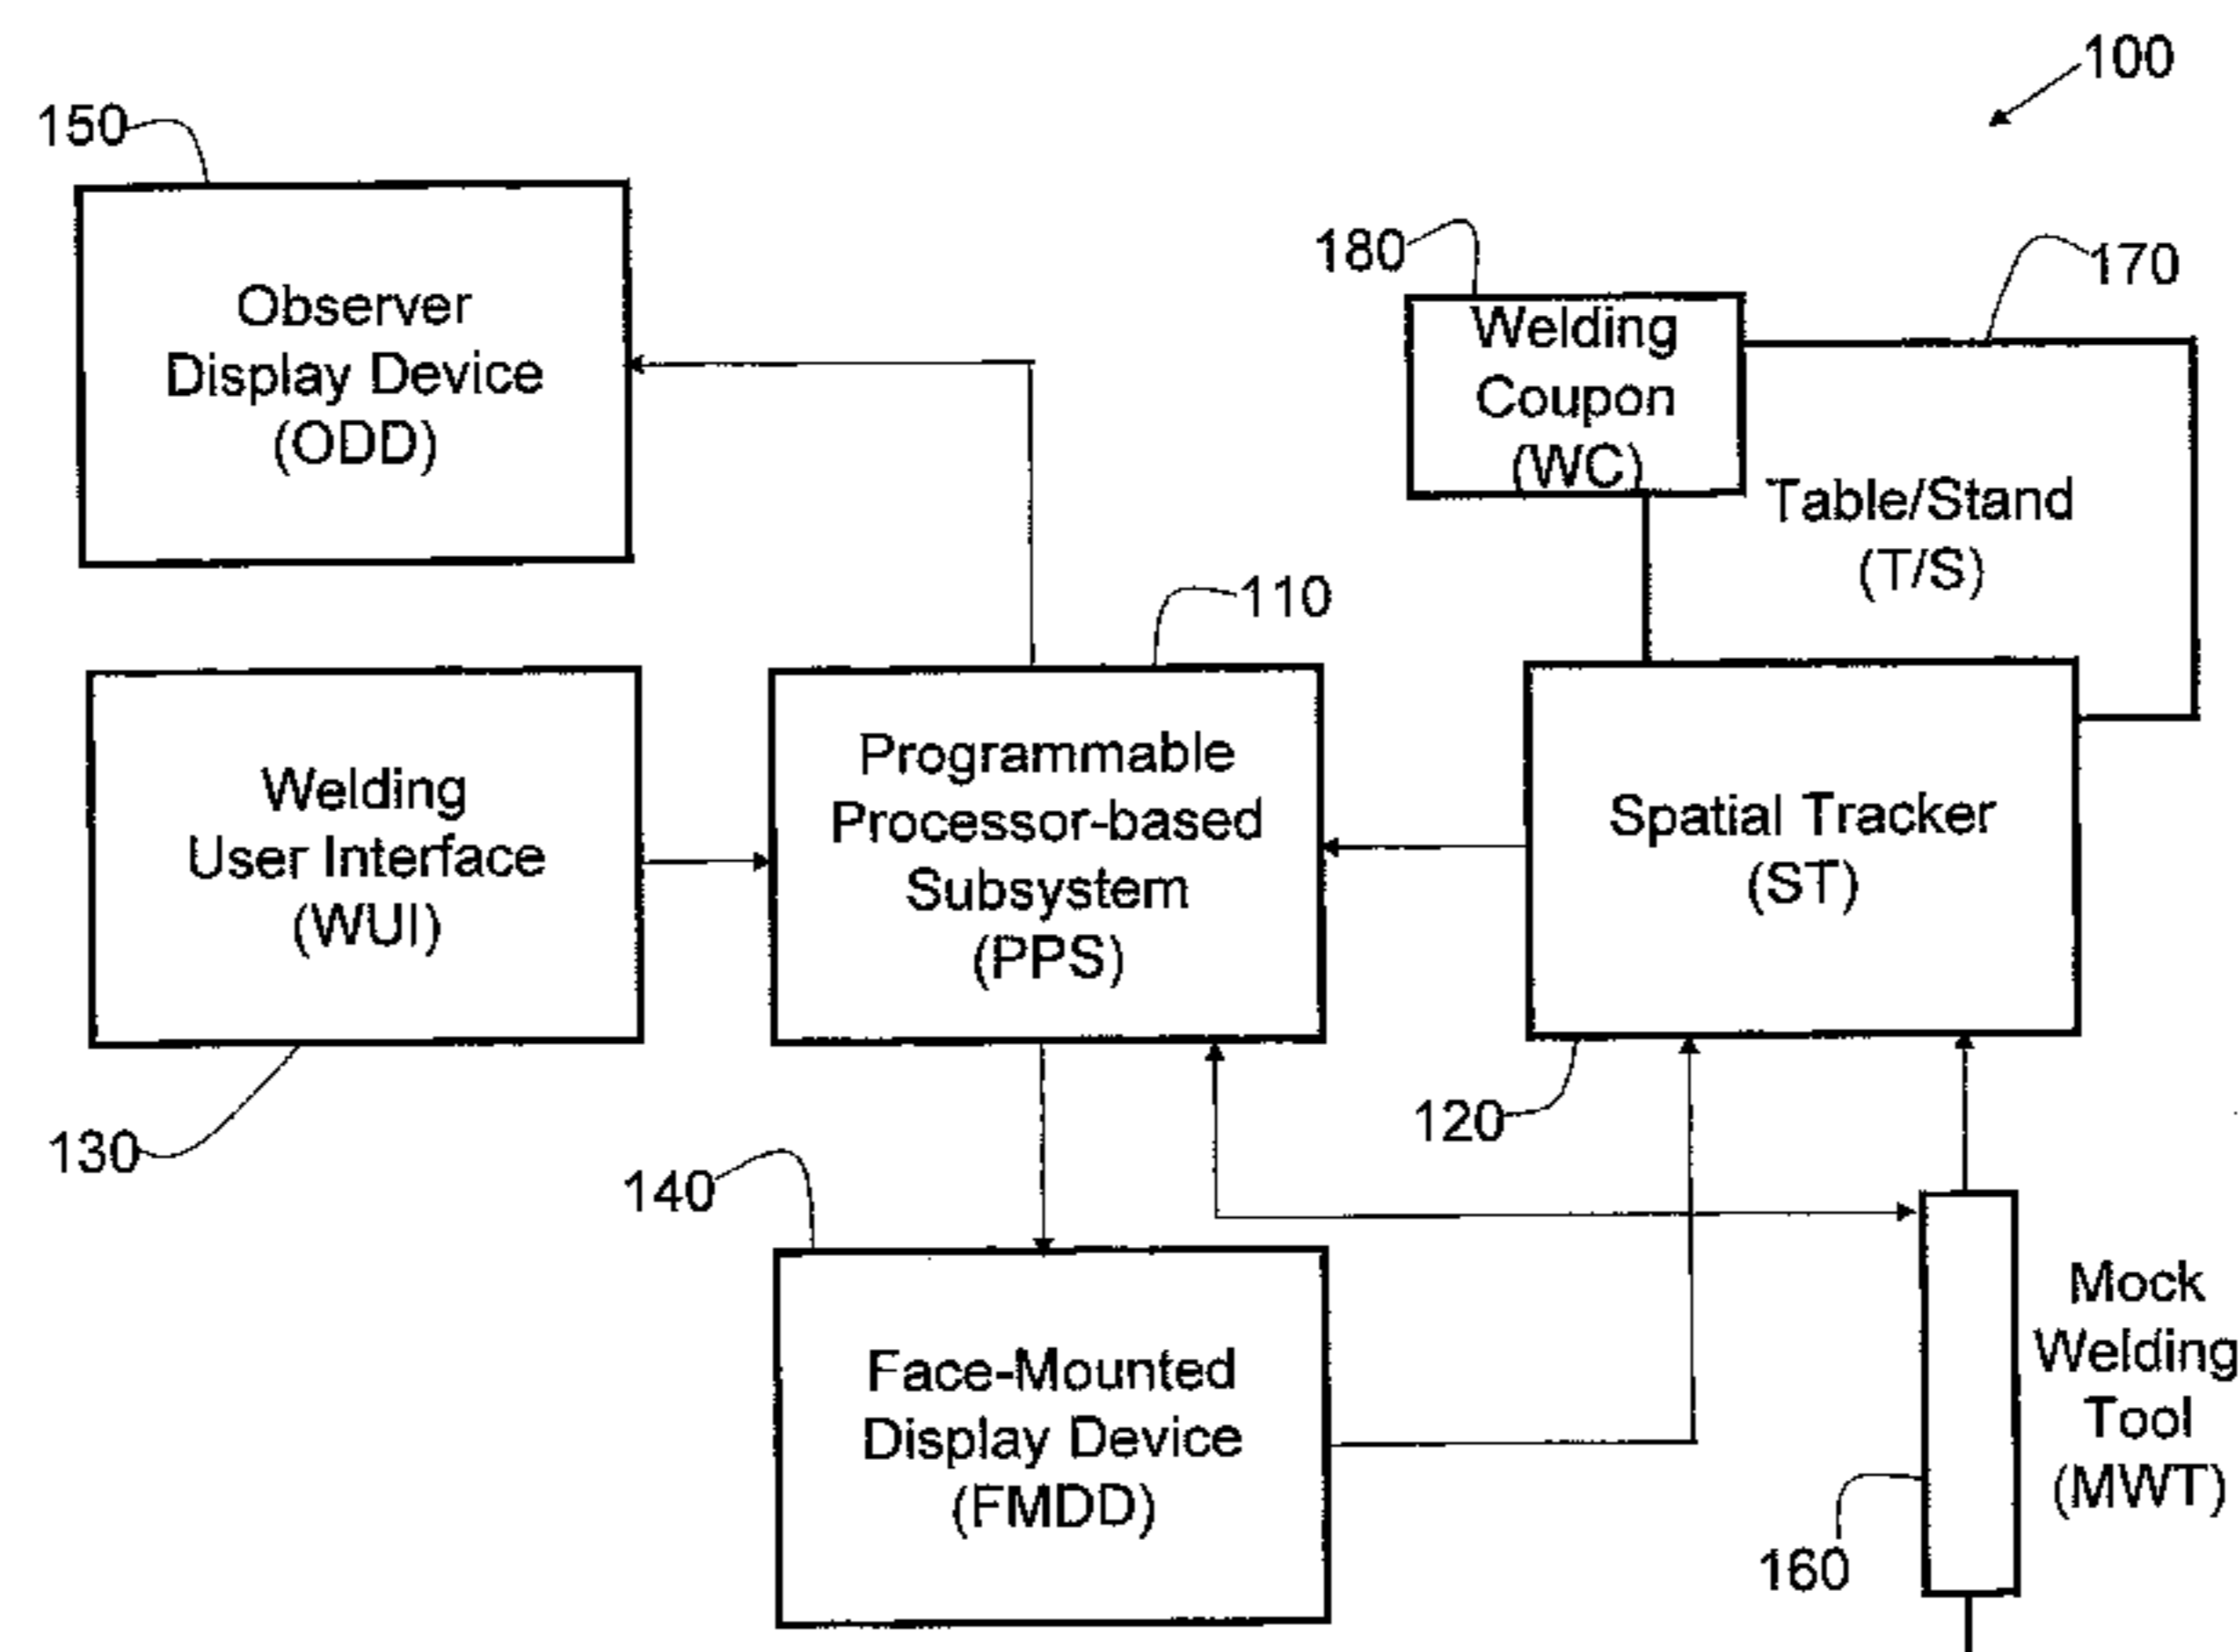 100
150
Observer
Display Device
(ODD)
180
Welding
Coupon
(WC)
170
Table/Stand
(T/S)
110
Welding
User Interface
(WUI)
130
Programmable
Processor-based
Subsystem
(PPS)
Spatial Tracker
(ST)
120
140
Face-Mounted
Display Device
(FMDD)
Mock
Welding
Tool
(MWT)
160